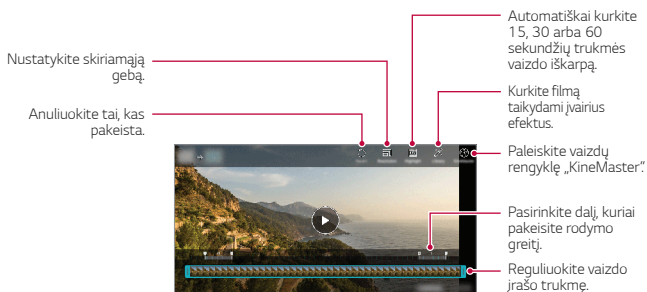 Nustatykite skiriamąją
gebą.
Anuliuokite tai, kas
pakeista.
Automatiškai kurkite
15, 30 arba 60
sekundžių trukmės
vaizdo iškarpą.
Kurkite filmą
taikydami įvairius
efektus.
Paleiskite vaizdų
rengyklę „KineMaster“.
Pasirinkite dalį, kuriai
pakeisite rodymo
greitį.
Reguliuokite vaizdo
įrašo trukmę.